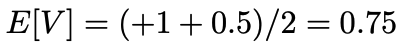 E[V] = (+1 + 0.5)/2 = 0.75